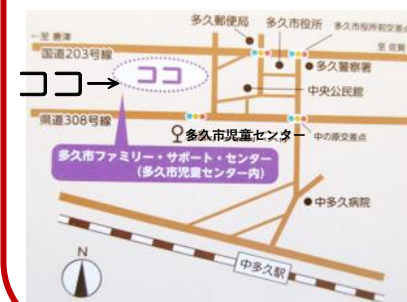 多久郵便局
多久市役所
多久市役所前交差点
←至 唐津
至 佐賀
国道203号線
ココ→
ココ
多久警察署
中央公民館
県道308号線
多久市児童センター
中の原交差点
多久市ファミリー・サポート・センター
(多久市児童センター内)
中多久病院
N
中多久駅